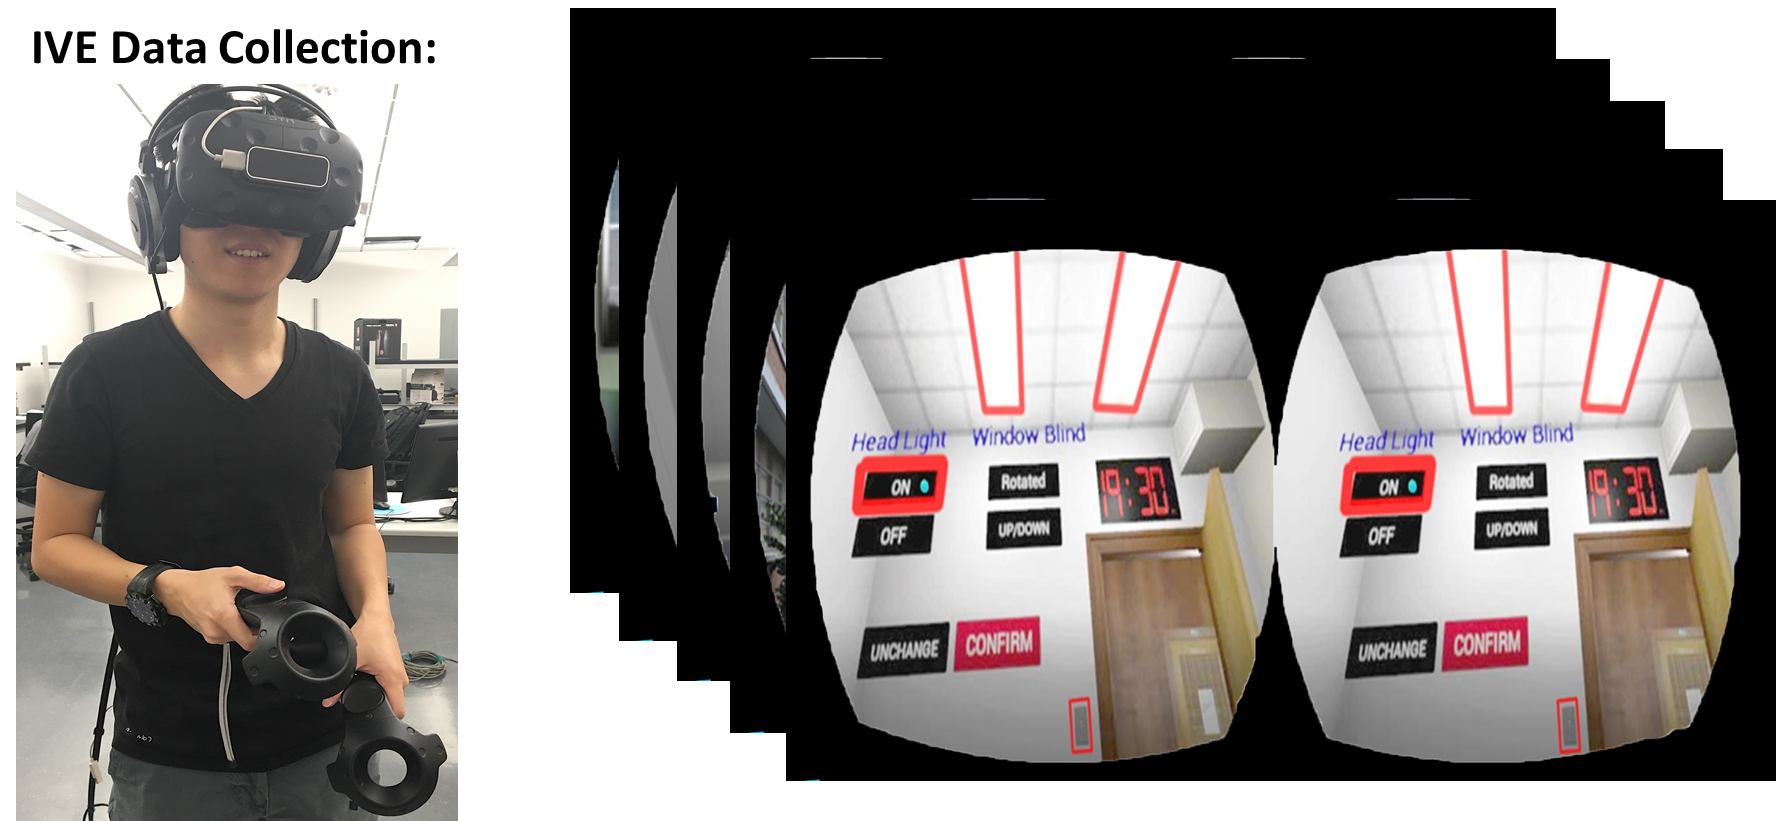 IVE Data Collection:
Head Light Window Blind
ON Rotated 19:30
OFF UP/DOWN
UNCHANGE CONFIRM
Head Light Window Blind
ON Rotated 19:30
OFF UP/DOWN
UNCHANGE CONFIRM